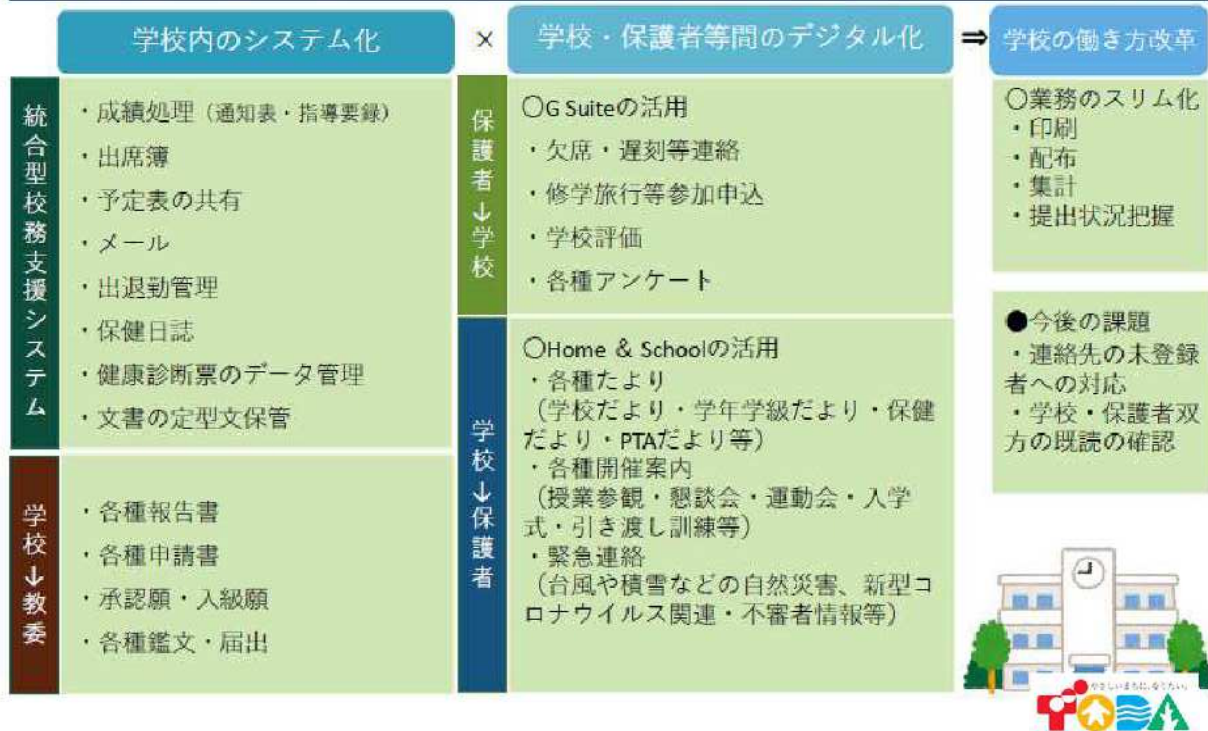 学校内のシステム化
×
学校・保護者等間のデジタル化
⇒
学校の働き方改革
統合型校務支援システム
・成績処理（通知表・指導要録）
・出席簿
・予定表の共有
・メール
・出退勤管理
・保健日誌
・健康診断票のデータ管理
・文書の定型文保管
学校↓教委
・各種報告書
・各種申請書
・承認願・入級願
・各種鑑文・届出
保護者↓学校
〇G Suiteの活用
・欠席・遅刻等連絡
・修学旅行等参加申込
・学校評価
・各種アンケート
学校↓保護者
〇Home & Schoolの活用
・各種たより
（学校だより・学年学級だより・保健
だより・PTAだより等）
・各種開催案内
（授業参観・懇談会・運動会・入学
式・引き渡し訓練等）
・緊急連絡
（台風や積雪などの自然災害、新型コ
ロナウイルス関連・不審者情報等）
〇業務のスリム化
・印刷
・配布
・集計
・提出状況把握
●今後の課題
・連絡先の未登録
者への対応
・学校・保護者双
方の既読の確認
やさしいまちに、なりたい。
TODA